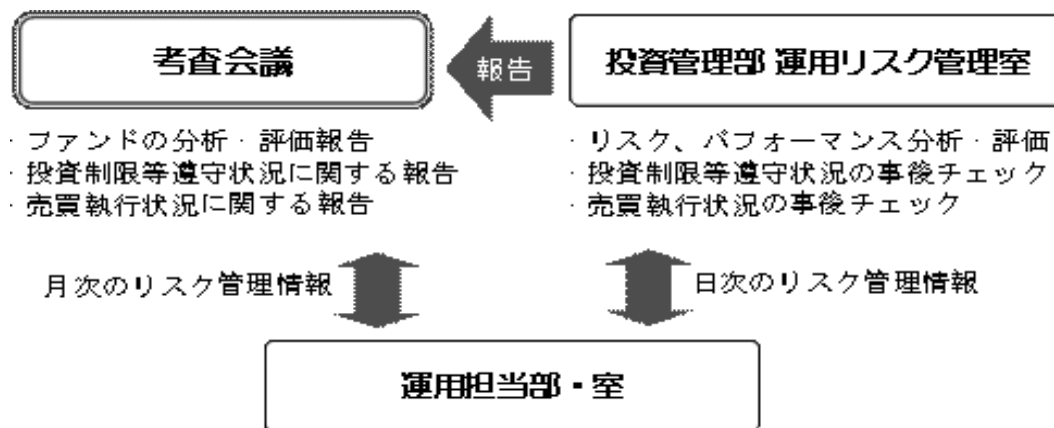 考査会議
報告
投資管理部 運用リスク管理室
・ファンドの分析・評価報告
・投資制限等遵守状況に関する報告
・売買執行状況に関する報告
・リスク、パフォーマンス分析・評価
・投資制限等遵守状況の事後チェック
・売買執行状況の事後チェック
月次のリスク管理情報
日次のリスク管理情報
運用担当部・室